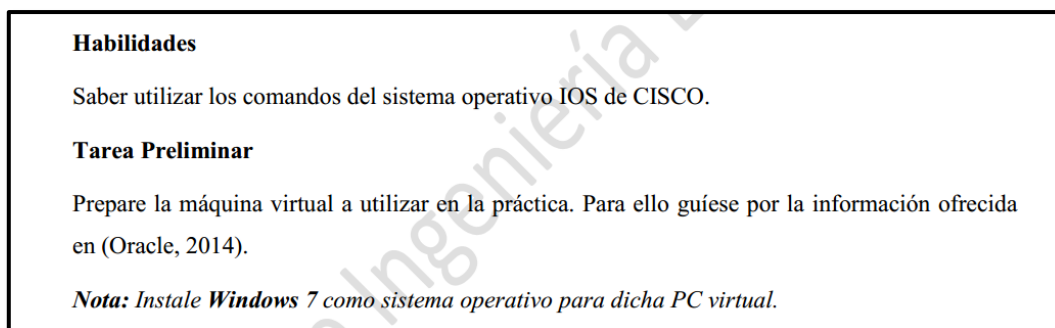 Habilidades
Saber utilizar los comandos del sistema operativo IOS de CISCO.
Tarea Preliminar
Prepare la máquina virtual a utilizar en la práctica. Para ello guíese por la información ofrecida
en (Oracle, 2014).
Nota: Instale Windows 7 como sistema operativo para dicha PC virtual.
Ingeniería